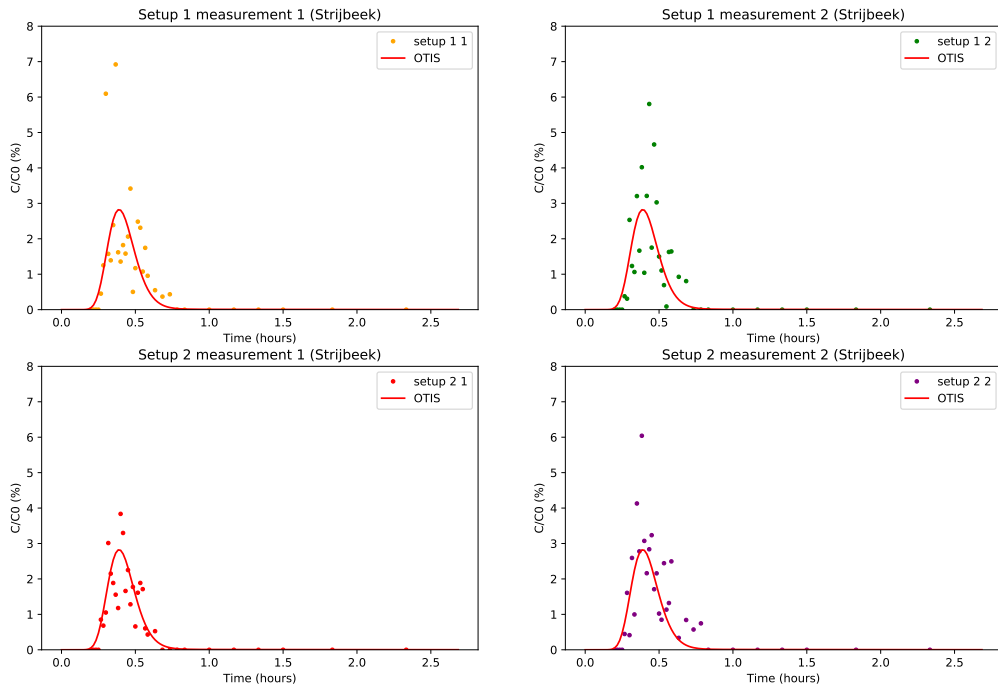 Setup 1 measurement 1 (Strijbeek)
8
7
6
5
4
3
2
1
0
C/C0 (%)
setup 1 1
OTIS
0.0 0.5 1.0 1.5 2.0 2.5
Time (hours)
Setup 1 measurement 2 (Strijbeek)
8
7
6
5
4
3
2
1
0
C/C0 (%)
setup 1 2
OTIS
0.0 0.5 1.0 1.5 2.0 2.5
Time (hours)
Setup 2 measurement 1 (Strijbeek)
8
7
6
5
4
3
2
1
0
C/C0 (%)
setup 2 1
OTIS
0.0 0.5 1.0 1.5 2.0 2.5
Time (hours)
Setup 2 measurement 2 (Strijbeek)
8
7
6
5
4
3
2
1
0
C/C0 (%)
setup 2 2
OTIS
0.0 0.5 1.0 1.5 2.0 2.5
Time (hours)